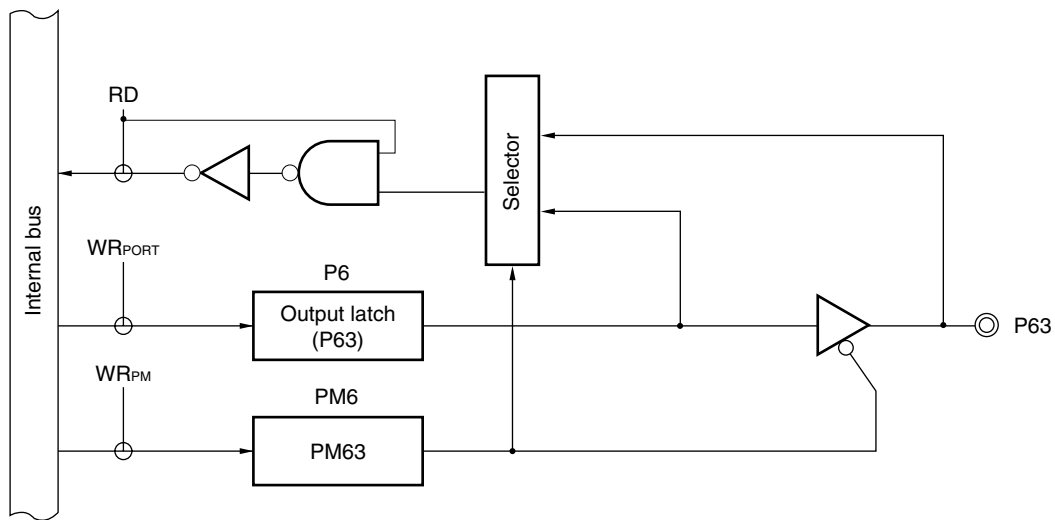 RD
Selector
Internal bus
WRPORT
P6
Output latch
(P63)
P63
WRPM
PM6
PM63